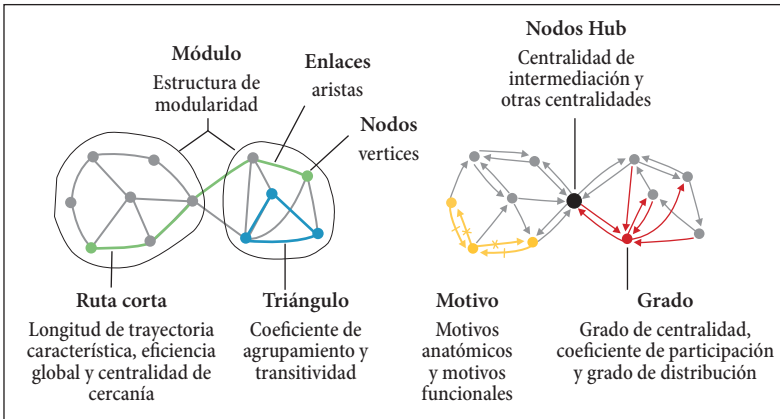 Módulo
Estructura de
modularidad
Enlaces
aristas
Nodos
vertices
Nodos Hub
Centralidad de
intermediación y
otras centralidades
Ruta corta
Longitud de trayectoria
característica, eficiencia
global y centralidad de
cercanía
Triángulo
Coeficiente de
agrupamiento y
transitividad
Motivo
Motivos
anatómicos
y motivos
funcionales
Grado
Grado de centralidad,
coeficiente de participación
y grado de distribución